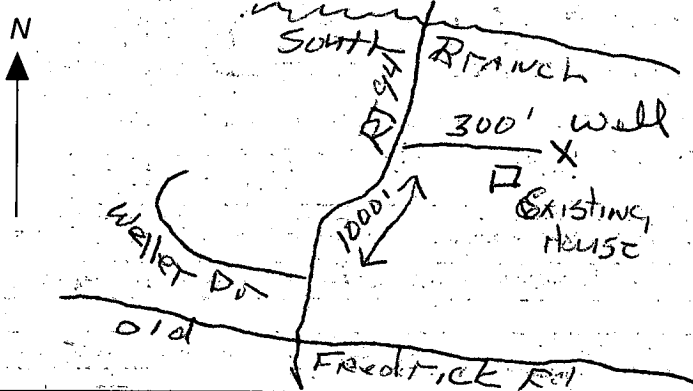 N
South Branch
RT 94
300' Well
X
Existing
House
1000'
Weller Dr
Old Fredrick Rd